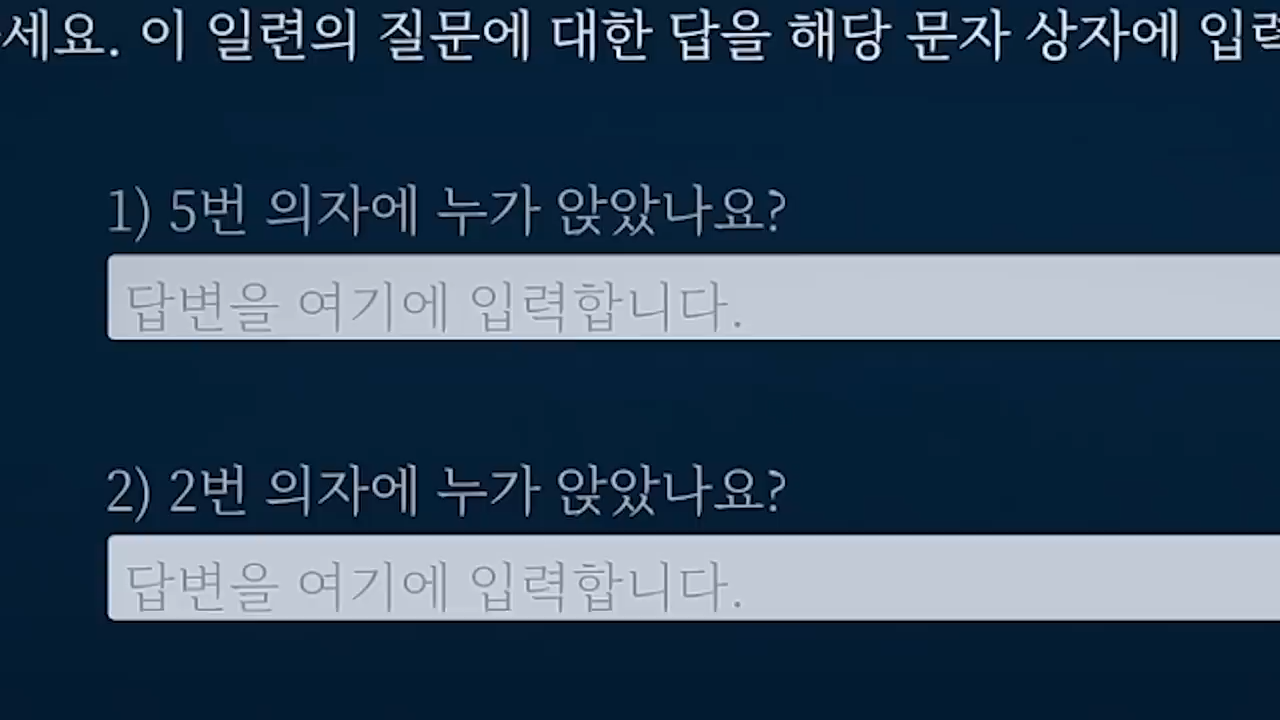 세요. 이 일련의 질문에 대한 답을 해당 문자 상자에 입력
1) 5번 의자에 누가 앉았나요?
답변을 여기에 입력합니다.
2) 2번 의자에 누가 앉았나요?
답변을 여기에 입력합니다.